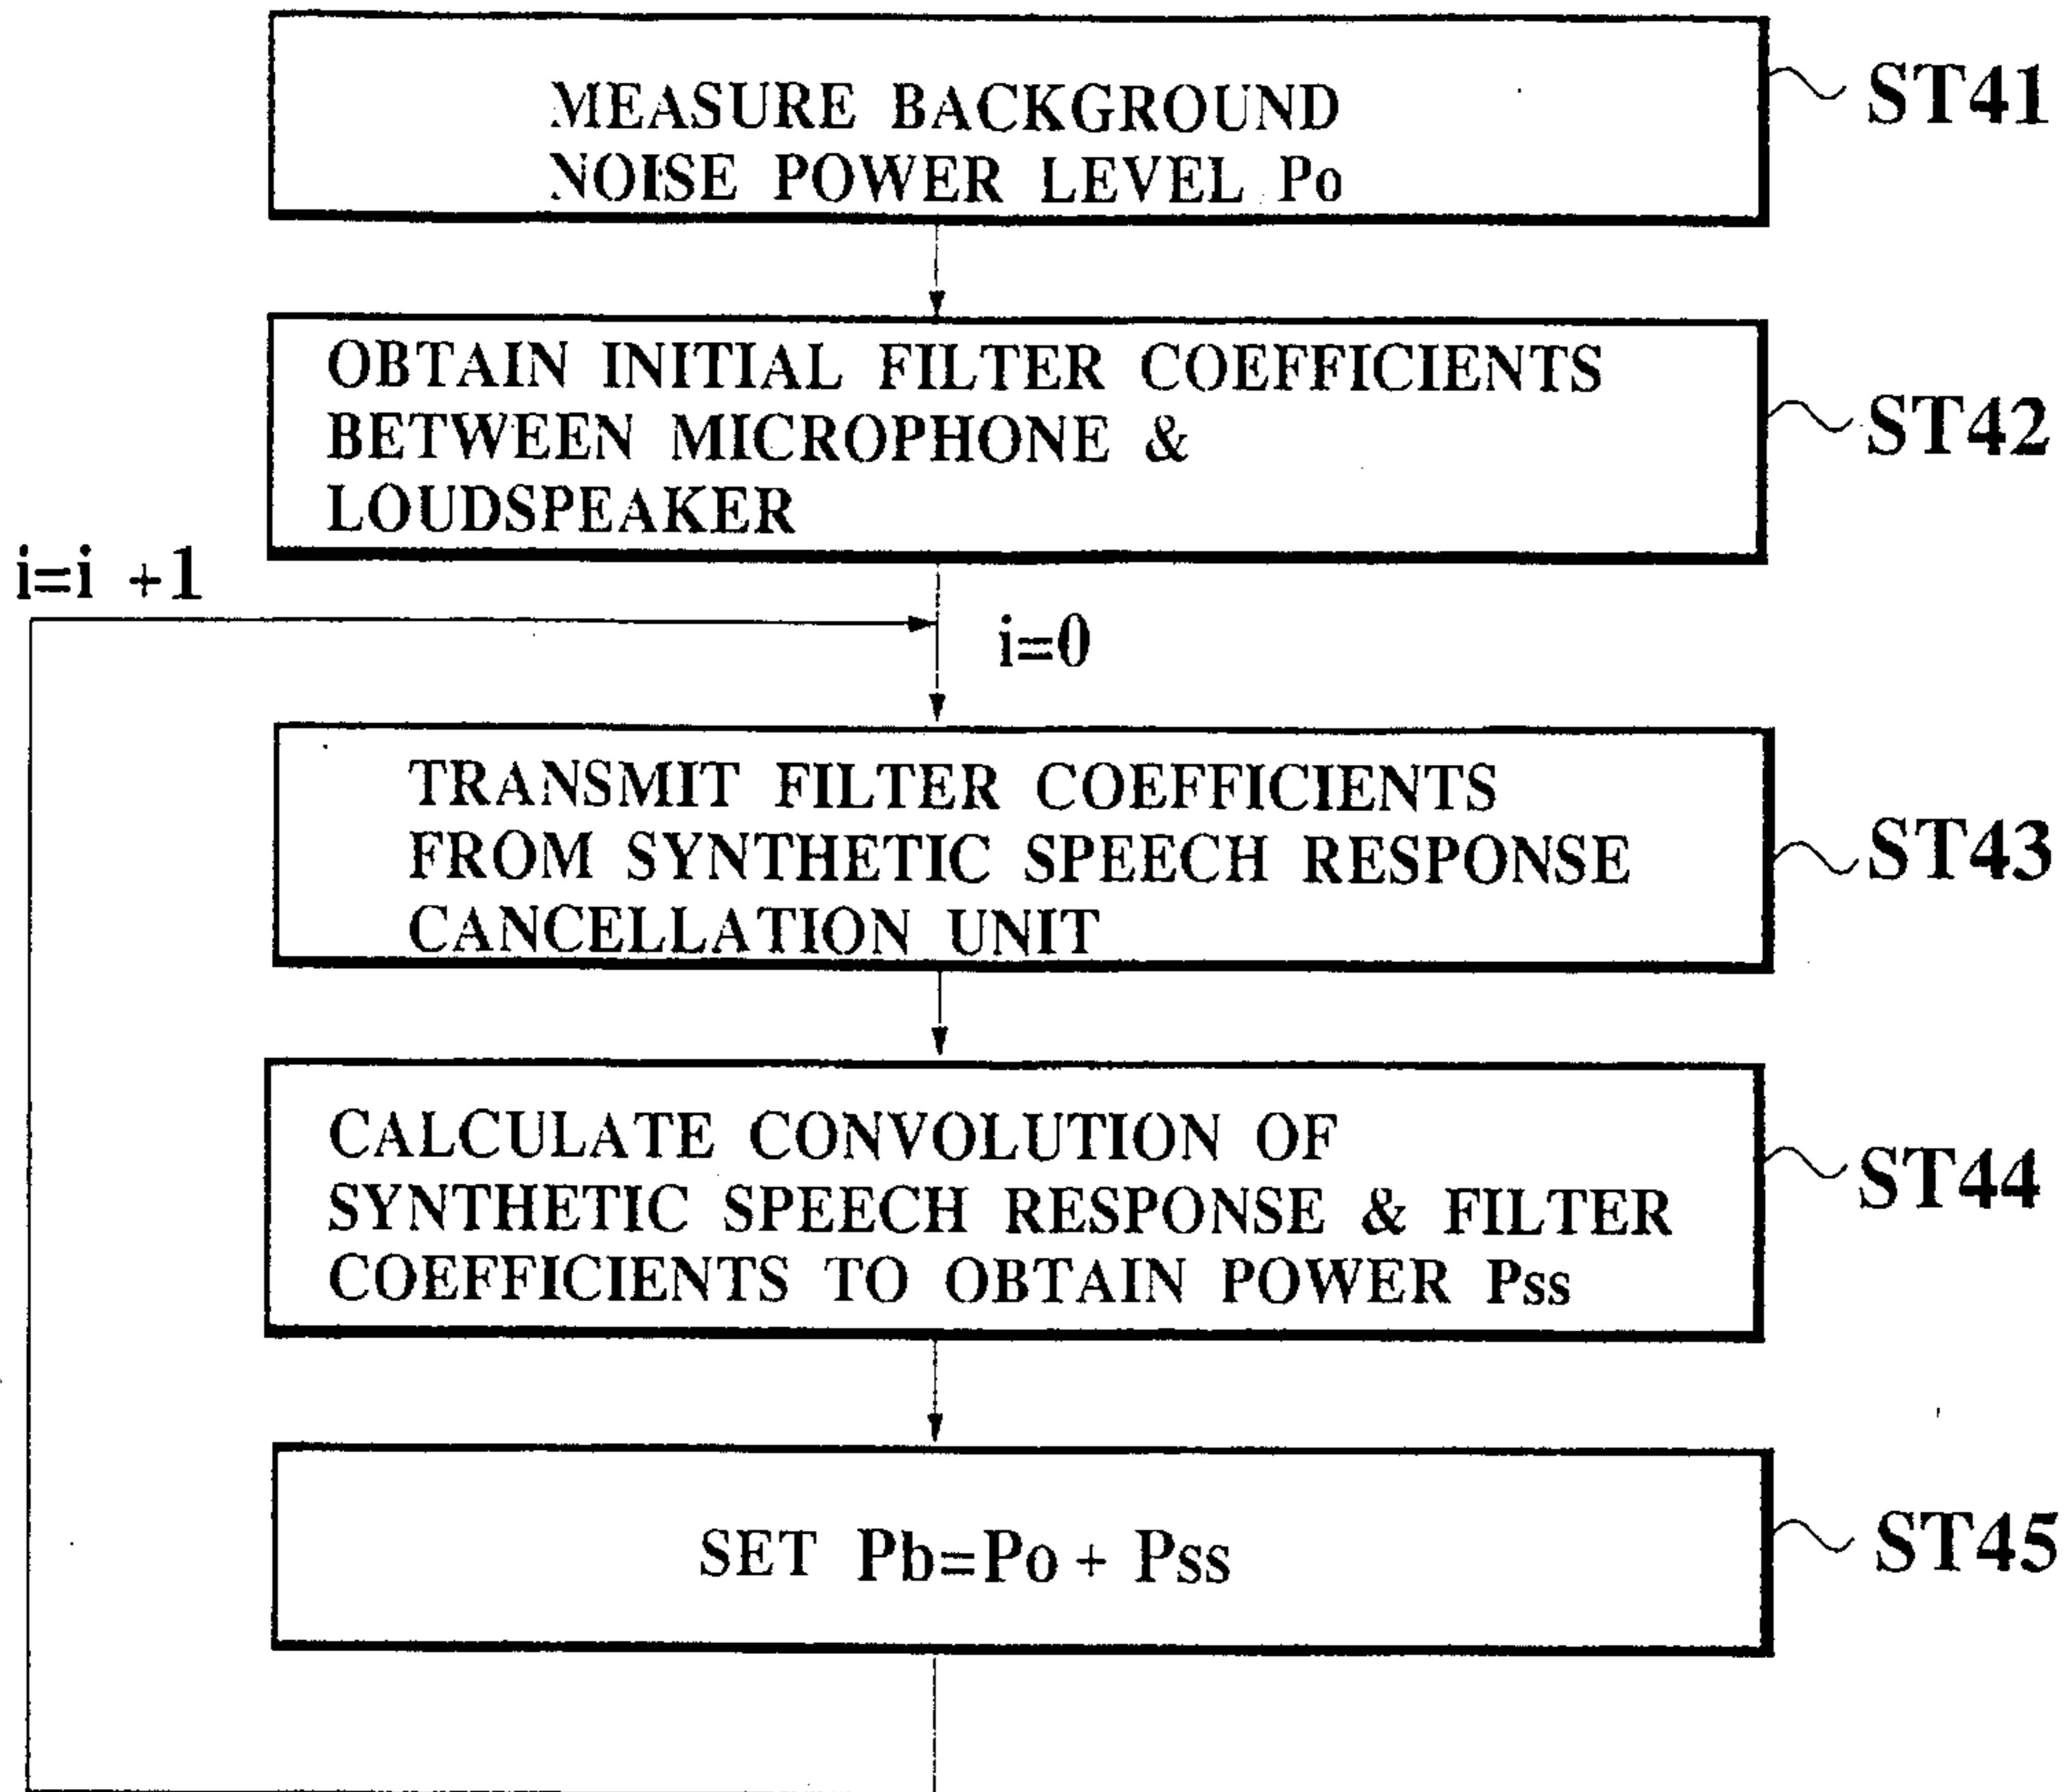 MEASURE BACKGROUND
NOISE POWER LEVEL Po
ST41
OBTAIN INITIAL FILTER COEFFICIENTS
BETWEEN MICROPHONE &
LOUDSPEAKER
ST42
i=i +1
i=0
TRANSMIT FILTER COEFFICIENTS
FROM SYNTHETIC SPEECH RESPONSE
CANCELLATION UNIT
ST43
CALCULATE CONVOLUTION OF
SYNTHETIC SPEECH RESPONSE & FILTER
COEFFICIENTS TO OBTAIN POWER Pss
ST44
SET Pb=Po + Pss
ST45